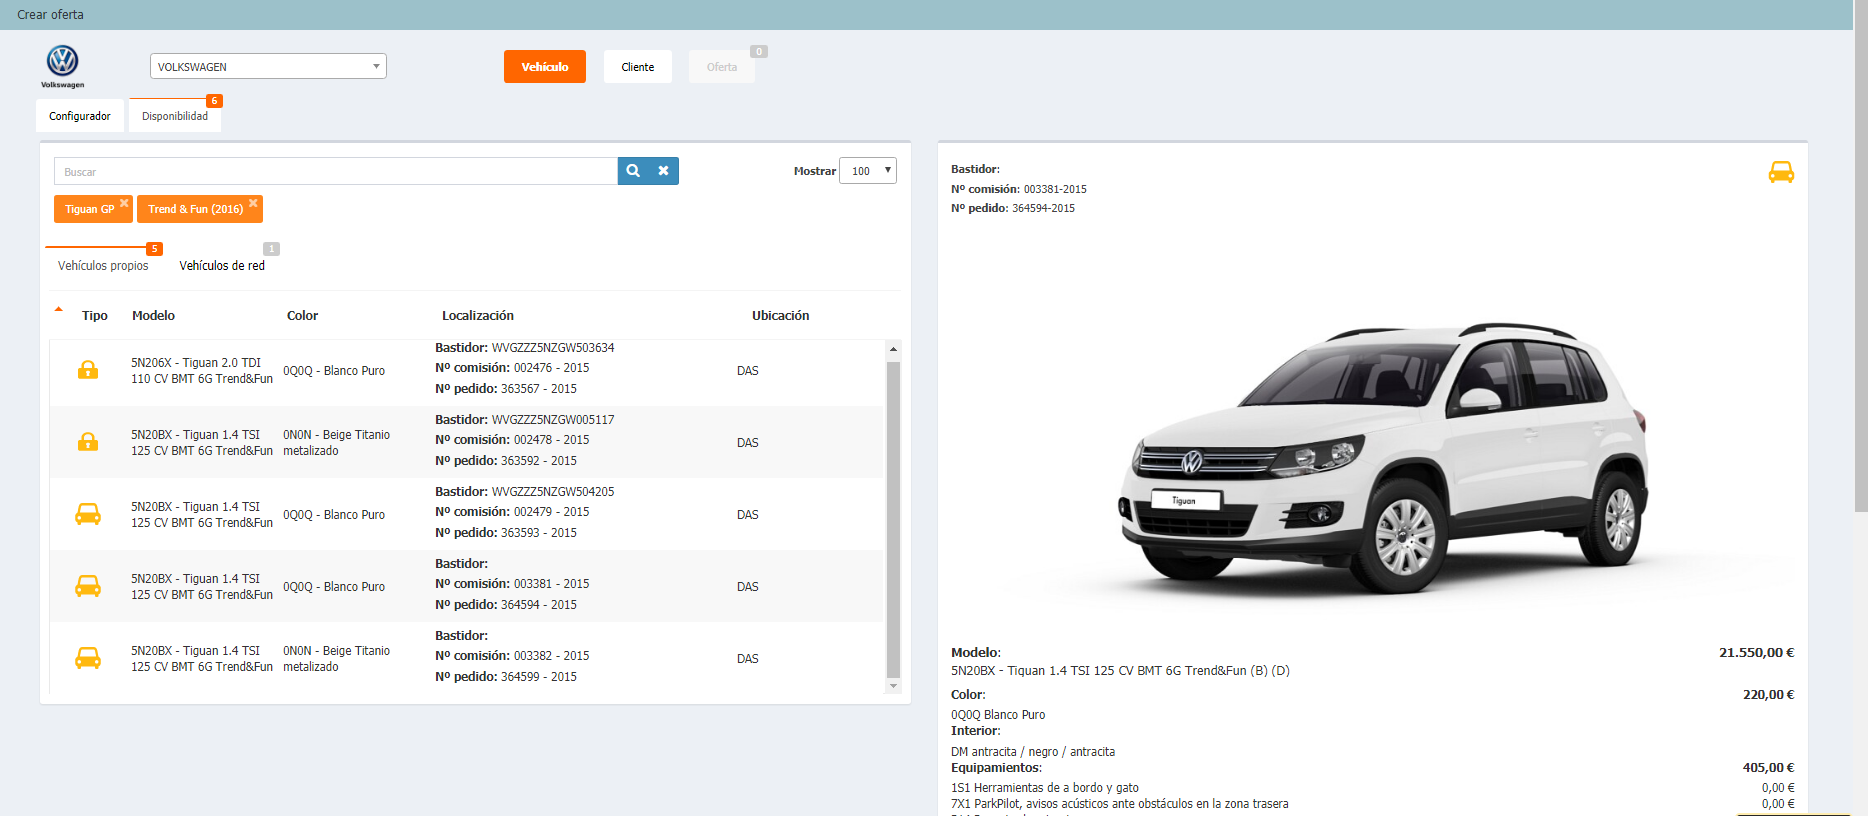 Crear oferta
Volkswagen
VOLKSWAGEN
Vehículo
Cliente
Oferta
0
Configurador
Disponibilidad
6
Buscar
Mostrar 100
Tiguan GP
Trend & Fun (2016)
Vehículos propios
5
Vehículos de red
1
Tipo Modelo Color Localización Ubicación
5N206X - Tiguan 2.0 TDI
110 CV BMT 6G Trend&Fun
0Q0Q - Blanco Puro
Bastidor: WVGZZZ5NZGW503634
Nº comisión: 002476 - 2015
Nº pedido: 363567 - 2015
DAS
5N20BX - Tiguan 1.4 TSI
125 CV BMT 6G Trend&Fun
0N0N - Beige Titanio
metalizado
Bastidor: WVGZZZ5NZGW005117
Nº comisión: 002478 - 2015
Nº pedido: 363592 - 2015
DAS
5N20BX - Tiguan 1.4 TSI
125 CV BMT 6G Trend&Fun
0Q0Q - Blanco Puro
Bastidor: WVGZZZ5NZGW504205
Nº comisión: 002479 - 2015
Nº pedido: 363593 - 2015
DAS
5N20BX - Tiguan 1.4 TSI
125 CV BMT 6G Trend&Fun
0Q0Q - Blanco Puro
Bastidor:
Nº comisión: 003381 - 2015
Nº pedido: 364594 - 2015
DAS
5N20BX - Tiguan 1.4 TSI
125 CV BMT 6G Trend&Fun
0N0N - Beige Titanio
metalizado
Bastidor:
Nº comisión: 003382 - 2015
Nº pedido: 364599 - 2015
DAS
Bastidor:
Nº comisión: 003381-2015
Nº pedido: 364594-2015
Tiguan
Modelo: 21.550,00 €
5N20BX - Tiguan 1.4 TSI 125 CV BMT 6G Trend&Fun (B) (D)
Color: 220,00 €
0Q0Q Blanco Puro
Interior:
DM antracita / negro / antracita
Equipamientos: 405,00 €
1S1 Herramientas de a bordo y gato 0,00 €
7X1 ParkPilot, avisos acústicos ante obstáculos en la zona trasera 0,00 €